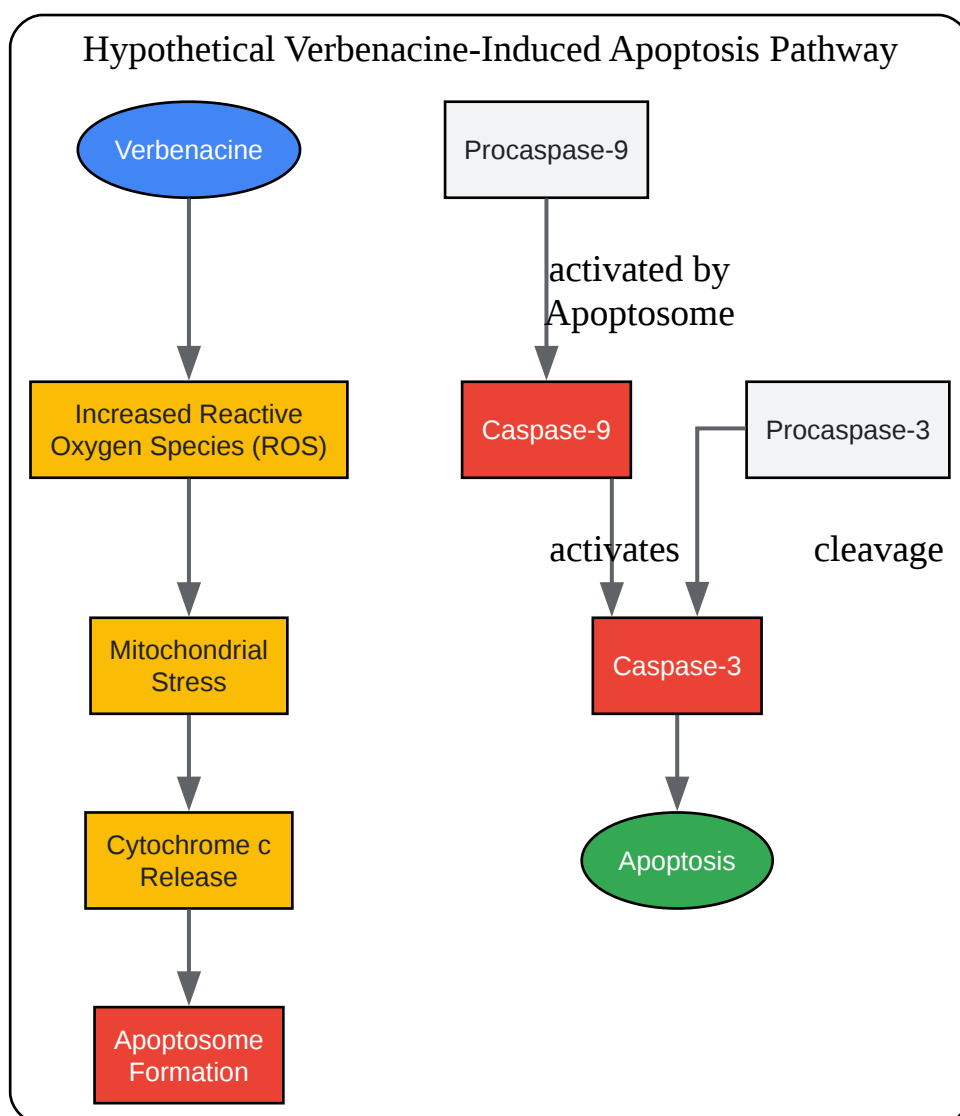 Hypothetical Verbenacine-Induced Apoptosis Pathway
Verbenacine
Procaspase-9
activated by
Apoptosome
Increased Reactive
Oxygen Species (ROS)
Caspase-9
Procaspase-3
activates
cleavage
Mitochondrial
Stress
Caspase-3
Cytochrome c
Release
Apoptosis
Apoptosome
Formation